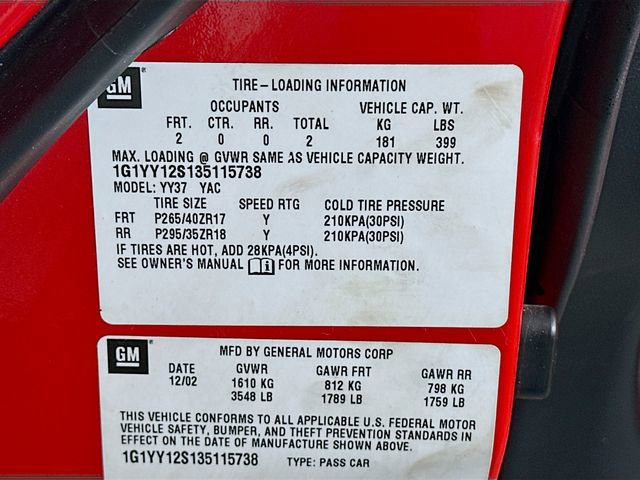 GM
TIRE-LOADING INFORMATION
OCCUPANTS VEHICLE CAP. WT.
FRT. CTR. RR. TOTAL KG LBS
2 0 0 2 181 399
MAX. LOADING @ GVWR SAME AS VEHICLE CAPACITY WEIGHT.
1G1YY12S135115738
MODEL: YY37 YAC
TIRE SIZE SPEED RTG COLD TIRE PRESSURE
FRT P265/40ZR17 Y 210KPA(30PSI)
RR P295/35ZR18 Y 210KPA(30PSI)
IF TIRES ARE HOT, ADD 28KPA(4PSI).
SEE OWNER'S MANUAL FOR MORE INFORMATION.
GM
MFD BY GENERAL MOTORS CORP
DATE GVWR GAWR FRT GAWR RR
12/02 1610 KG 812 KG 798 KG
3548 LB 1789 LB 1759 LB
THIS VEHICLE CONFORMS TO ALL APPLICABLE U.S. FEDERAL MOTOR
VEHICLE SAFETY, BUMPER, AND THEFT PREVENTION STANDARDS IN
EFFECT ON THE DATE OF MANUFACTURE SHOWN ABOVE.
1G1YY12S135115738 TYPE: PASS CAR